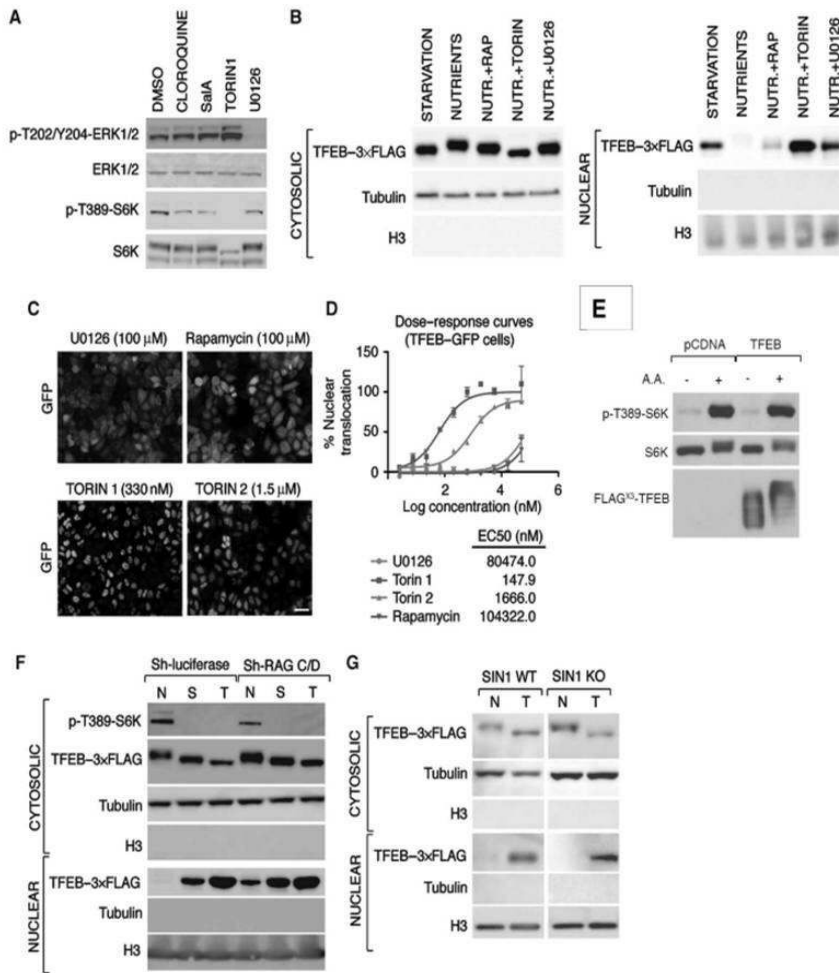 A
DMSO
CLOROQUINE
SalA
TORIN1
U0126
p-T202/Y204-ERK1/2
ERK1/2
p-T389-S6K
S6K
B
STARVATION
NUTRIENTS
NUTR.+RAP
NUTR.+TORIN
NUTR.+U0126
CYTOSOLIC
TFEB–3×FLAG
Tubulin
H3
STARVATION
NUTRIENTS
NUTR.+RAP
NUTR.+TORIN
NUTR.+U0126
NUCLEAR
TFEB–3×FLAG
Tubulin
H3
C
U0126 (100 μM) Rapamycin (100 μM)
GFP
TORIN 1 (330 nM) TORIN 2 (1.5 μM)
GFP
D
Dose–response curves
(TFEB–GFP cells)
% Nuclear
translocation
150
100
50
0
0 2 4 6
Log concentration (nM)
EC50 (nM)
U0126 80474.0
Torin 1 147.9
Torin 2 1666.0
Rapamycin 104322.0
E
pCDNA TFEB
A.A. - + - +
p-T389-S6K
S6K
FLAGX3-TFEB
F
Sh-luciferase Sh-RAG C/D
N S T N S T
CYTOSOLIC
p-T389-S6K
TFEB–3×FLAG
Tubulin
H3
NUCLEAR
TFEB–3×FLAG
Tubulin
H3
G
SIN1 WT SIN1 KO
N T N T
CYTOSOLIC
TFEB–3×FLAG
Tubulin
H3
NUCLEAR
TFEB–3×FLAG
Tubulin
H3